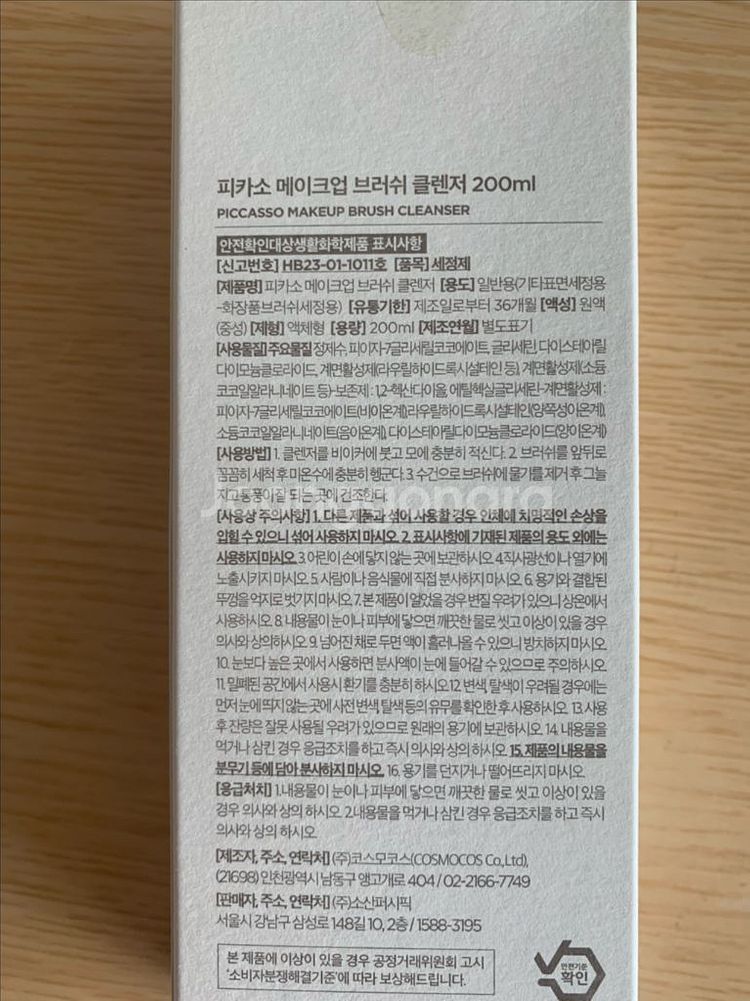 피카소 메이크업 브러쉬 클렌저 200ml
PICCASSO MAKEUP BRUSH CLEANSER
안전확인대상생활화학제품 표시사항
[신고번호] HB23-01-1011호 [품목] 세정제
[제품명] 피카소 메이크업 브러쉬 클렌저 [용도] 일반용(기타표면세정용
-화장품브러쉬세정용) [유통기한] 제조일로부터 36개월 [액성] 원액
(중성) [제형] 액체형 [용량] 200ml [제조연월] 별도표기
[사용물질] 주요물질 정제수, 피이지-7글리세릴코코에이트, 글리세린, 다이스테아릴
다이모늄클로라이드, 계면활성제(라우릴하이드록시설테인 등), 계면활성제(소듐
코코일알라니네이트 등)-보존제 : 1,2-헥산다이올, 에틸헥실글리세린-계면활성제 :
피이지-7글리세릴코코에이트(비이온계)라우릴하이드록시설테인(양쪽성이온계),
소듐코코일알라니네이트(음이온계), 다이스테아릴다이모늄클로라이드(양이온계)
[사용방법] 1. 클렌저를 비이커에 붓고 모에 충분히 적신다. 2. 브러쉬를 앞뒤로
꼼꼼히 세척 후 미온수에 충분히 헹군다. 3. 수건으로 브러쉬에 물기를 제거 후 그늘
지고 통풍이 잘 되는 곳에 건조한다.
[사용상 주의사항] 1. 다른 제품과 섞어 사용할 경우 인체에 치명적인 손상을
입힐 수 있으니 섞어 사용하지 마시오. 2. 표시사항에 기재된 제품의 용도 외에는
사용하지 마시오. 3. 어린이 손에 닿지 않는 곳에 보관하시오. 4.직사광선이나 열기에
노출시키지 마시오. 5. 사람이나 음식물에 직접 분사하지 마시오. 6. 용기와 결합된
뚜껑을 억지로 벗기지 마시오. 7. 본 제품이 얼었을 경우 변질 우려가 있으니 상온에서
사용하시오. 8. 내용물이 눈이나 피부에 닿으면 깨끗한 물로 씻고 이상이 있을 경우
의사와 상의하시오. 9. 넘어진 채로 두면 액이 흘러나올 수 있으니 방치하지 마시오.
10. 눈보다 높은 곳에서 사용하면 분사액이 눈에 들어갈 수 있으므로 주의하시오.
11. 밀폐된 공간에서 사용시 환기를 충분히 하시오. 12 변색, 탈색이 우려될 경우에는
먼저 눈에 띄지 않는 곳에 사전 변색, 탈색 등의 유무를 확인한 후 사용하시오. 13. 사용
후 잔량은 잘못 사용될 우려가 있으므로 원래의 용기에 보관하시오. 14. 내용물을
먹거나 삼킨 경우 응급조치를 하고 즉시 의사와 상의 하시오. 15. 제품의 내용물을
분무기 등에 담아 분사하지 마시오. 16. 용기를 던지거나 떨어뜨리지 마시오.
[응급처치] 1.내용물이 눈이나 피부에 닿으면 깨끗한 물로 씻고 이상이 있을
경우 의사와 상의 하시오. 2.내용물을 먹거나 삼킨 경우 응급조치를 하고 즉시
의사와 상의 하시오.
[제조자, 주소, 연락처] (주)코스모코스(COSMOCOS Co.,Ltd),
(21698) 인천광역시 남동구 앵고개로 404 / 02-2166-7749
[판매자, 주소, 연락처] (주)소산퍼시픽
서울시 강남구 삼성로 148길 10, 2층 / 1588-3195
본 제품에 이상이 있을 경우 공정거래위원회 고시
'소비자분쟁해결기준'에 따라 보상해드립니다.
안전기준
확인